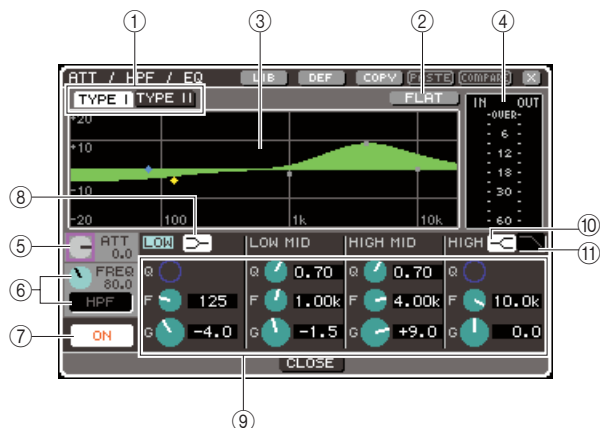 ① ③ ② ④
ATT / HPF / EQ LIB DEF COPY PASTE COMPARE X
TYPE I TYPE II FLAT IN OUT
+20 -OVER-
+10 6
12
18
-10 30
-20 100 1k 10k 60
⑧ ⑩ ⑪
⑤ ATT 0.0 LOW LOW MID HIGH MID HIGH
⑥ FREQ 80.0 Q Q 0.70 Q 0.70 Q
HPF F 125 F 1.00k F 4.00k F 10.0k
⑦ ON G -4.0 G -1.5 G +9.0 G 0.0
CLOSE
⑨